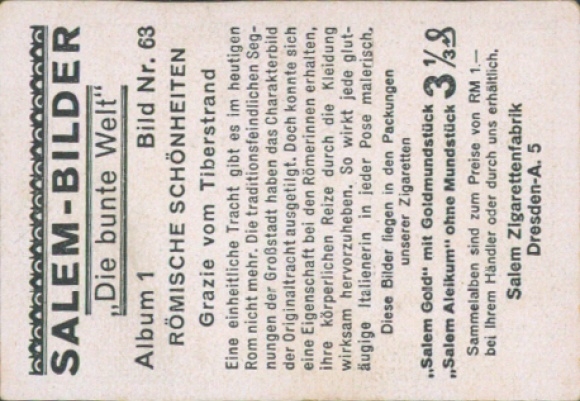 SALEM-BILDER
„Die bunte Welt“
Album 1 Bild Nr. 63
RÖMISCHE SCHÖNHEITEN
Grazie vom Tiberstrand
Eine einheitliche Tracht gibt es im heutigen
Rom nicht mehr. Die traditionsfeindlichen Seg-
nungen der Großstadt haben das Charakterbild
der Originaltracht ausgetilgt. Doch konnte sich
eine Eigenschaft bei den Römerinnen erhalten,
ihre körperlichen Reize durch die Kleidung
wirksam hervorzuheben. So wirkt jede glut-
äugige Italienerin in jeder Pose malerisch.
Diese Bilder liegen in den Packungen
unserer Zigaretten
„Salem Gold“ mit Goldmundstück
„Salem Aleikum“ ohne Mundstück 3 1/3 ₰
Sammelalben sind zum Preise von RM 1.—
bei Ihrem Händler oder durch uns erhältlich.
Salem Zigarettenfabrik
Dresden-A. 5